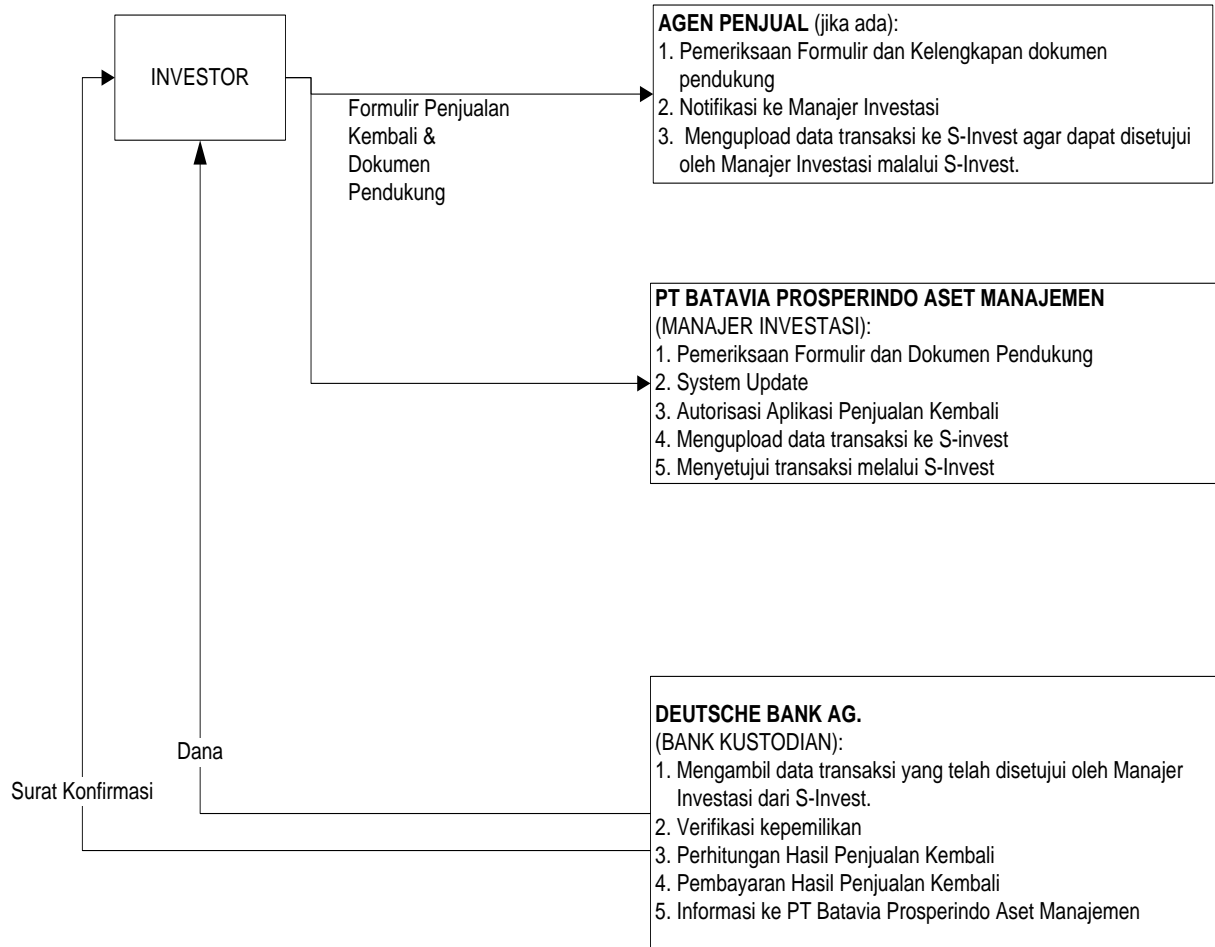 INVESTOR
Formulir Penjualan
Kembali &
Dokumen
Pendukung
AGEN PENJUAL (jika ada):
1. Pemeriksaan Formulir dan Kelengkapan dokumen
pendukung
2. Notifikasi ke Manajer Investasi
3. Mengupload data transaksi ke S-Invest agar dapat disetujui
oleh Manajer Investasi malalui S-Invest.
PT BATAVIA PROSPERINDO ASET MANAJEMEN
(MANAJER INVESTASI):
1. Pemeriksaan Formulir dan Dokumen Pendukung
2. System Update
3. Autorisasi Aplikasi Penjualan Kembali
4. Mengupload data transaksi ke S-invest
5. Menyetujui transaksi melalui S-Invest
Dana
Surat Konfirmasi
DEUTSCHE BANK AG.
(BANK KUSTODIAN):
1. Mengambil data transaksi yang telah disetujui oleh Manajer
Investasi dari S-Invest.
2. Verifikasi kepemilikan
3. Perhitungan Hasil Penjualan Kembali
4. Pembayaran Hasil Penjualan Kembali
5. Informasi ke PT Batavia Prosperindo Aset Manajemen